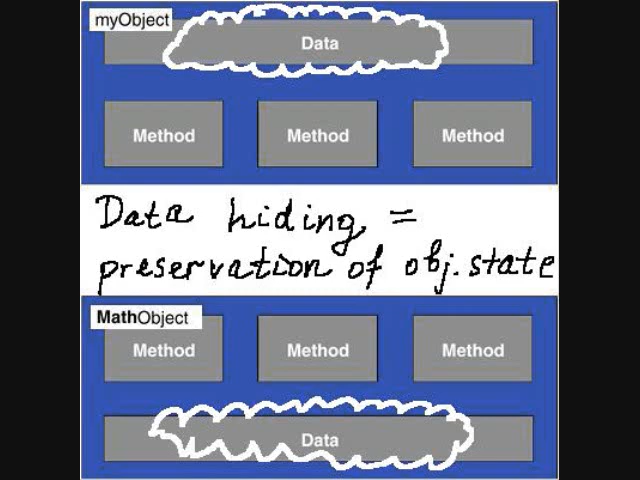 myObject
Data
Method Method Method
Data hiding =
preservation of obj. state
MathObject
Method Method Method
Data